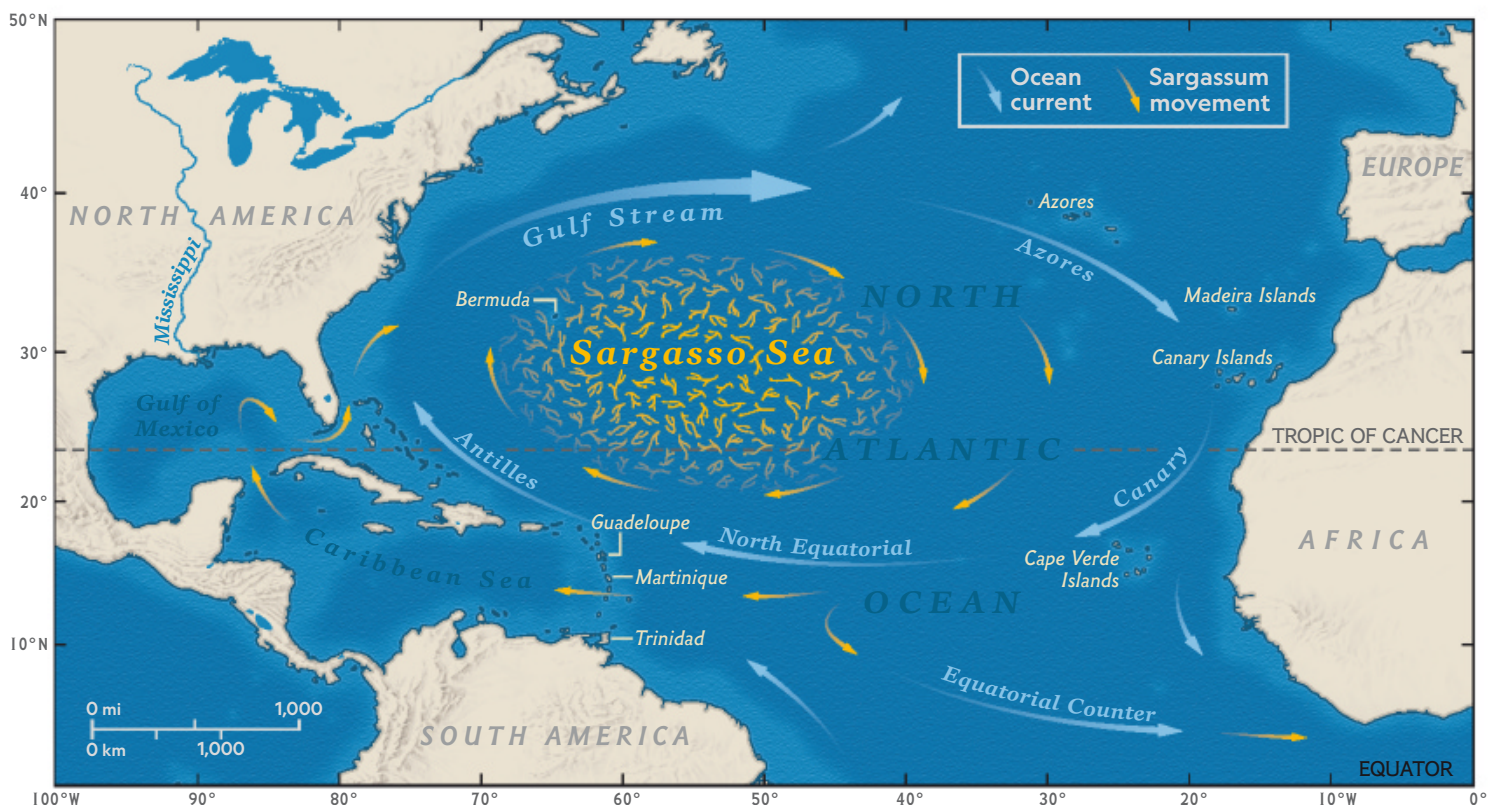 50°N
Ocean
current
Sargassum
movement
EUROPE
40°
NORTH AMERICA
Azores
Gulf Stream
Azores
Mississippi
Bermuda
NORTH
Madeira Islands
30°
Sargasso Sea
Canary Islands
Gulf of
Mexico
TROPIC OF CANCER
ATLANTIC
Antilles
Canary
20°
Guadeloupe
North Equatorial
AFRICA
Caribbean Sea
Cape Verde
Islands
Martinique
OCEAN
10°N
Trinidad
Equatorial Counter
0 mi 1,000
0 km 1,000
SOUTH AMERICA
EQUATOR
100°W 90° 80° 70° 60° 50° 40° 30° 20° 10°W 0°